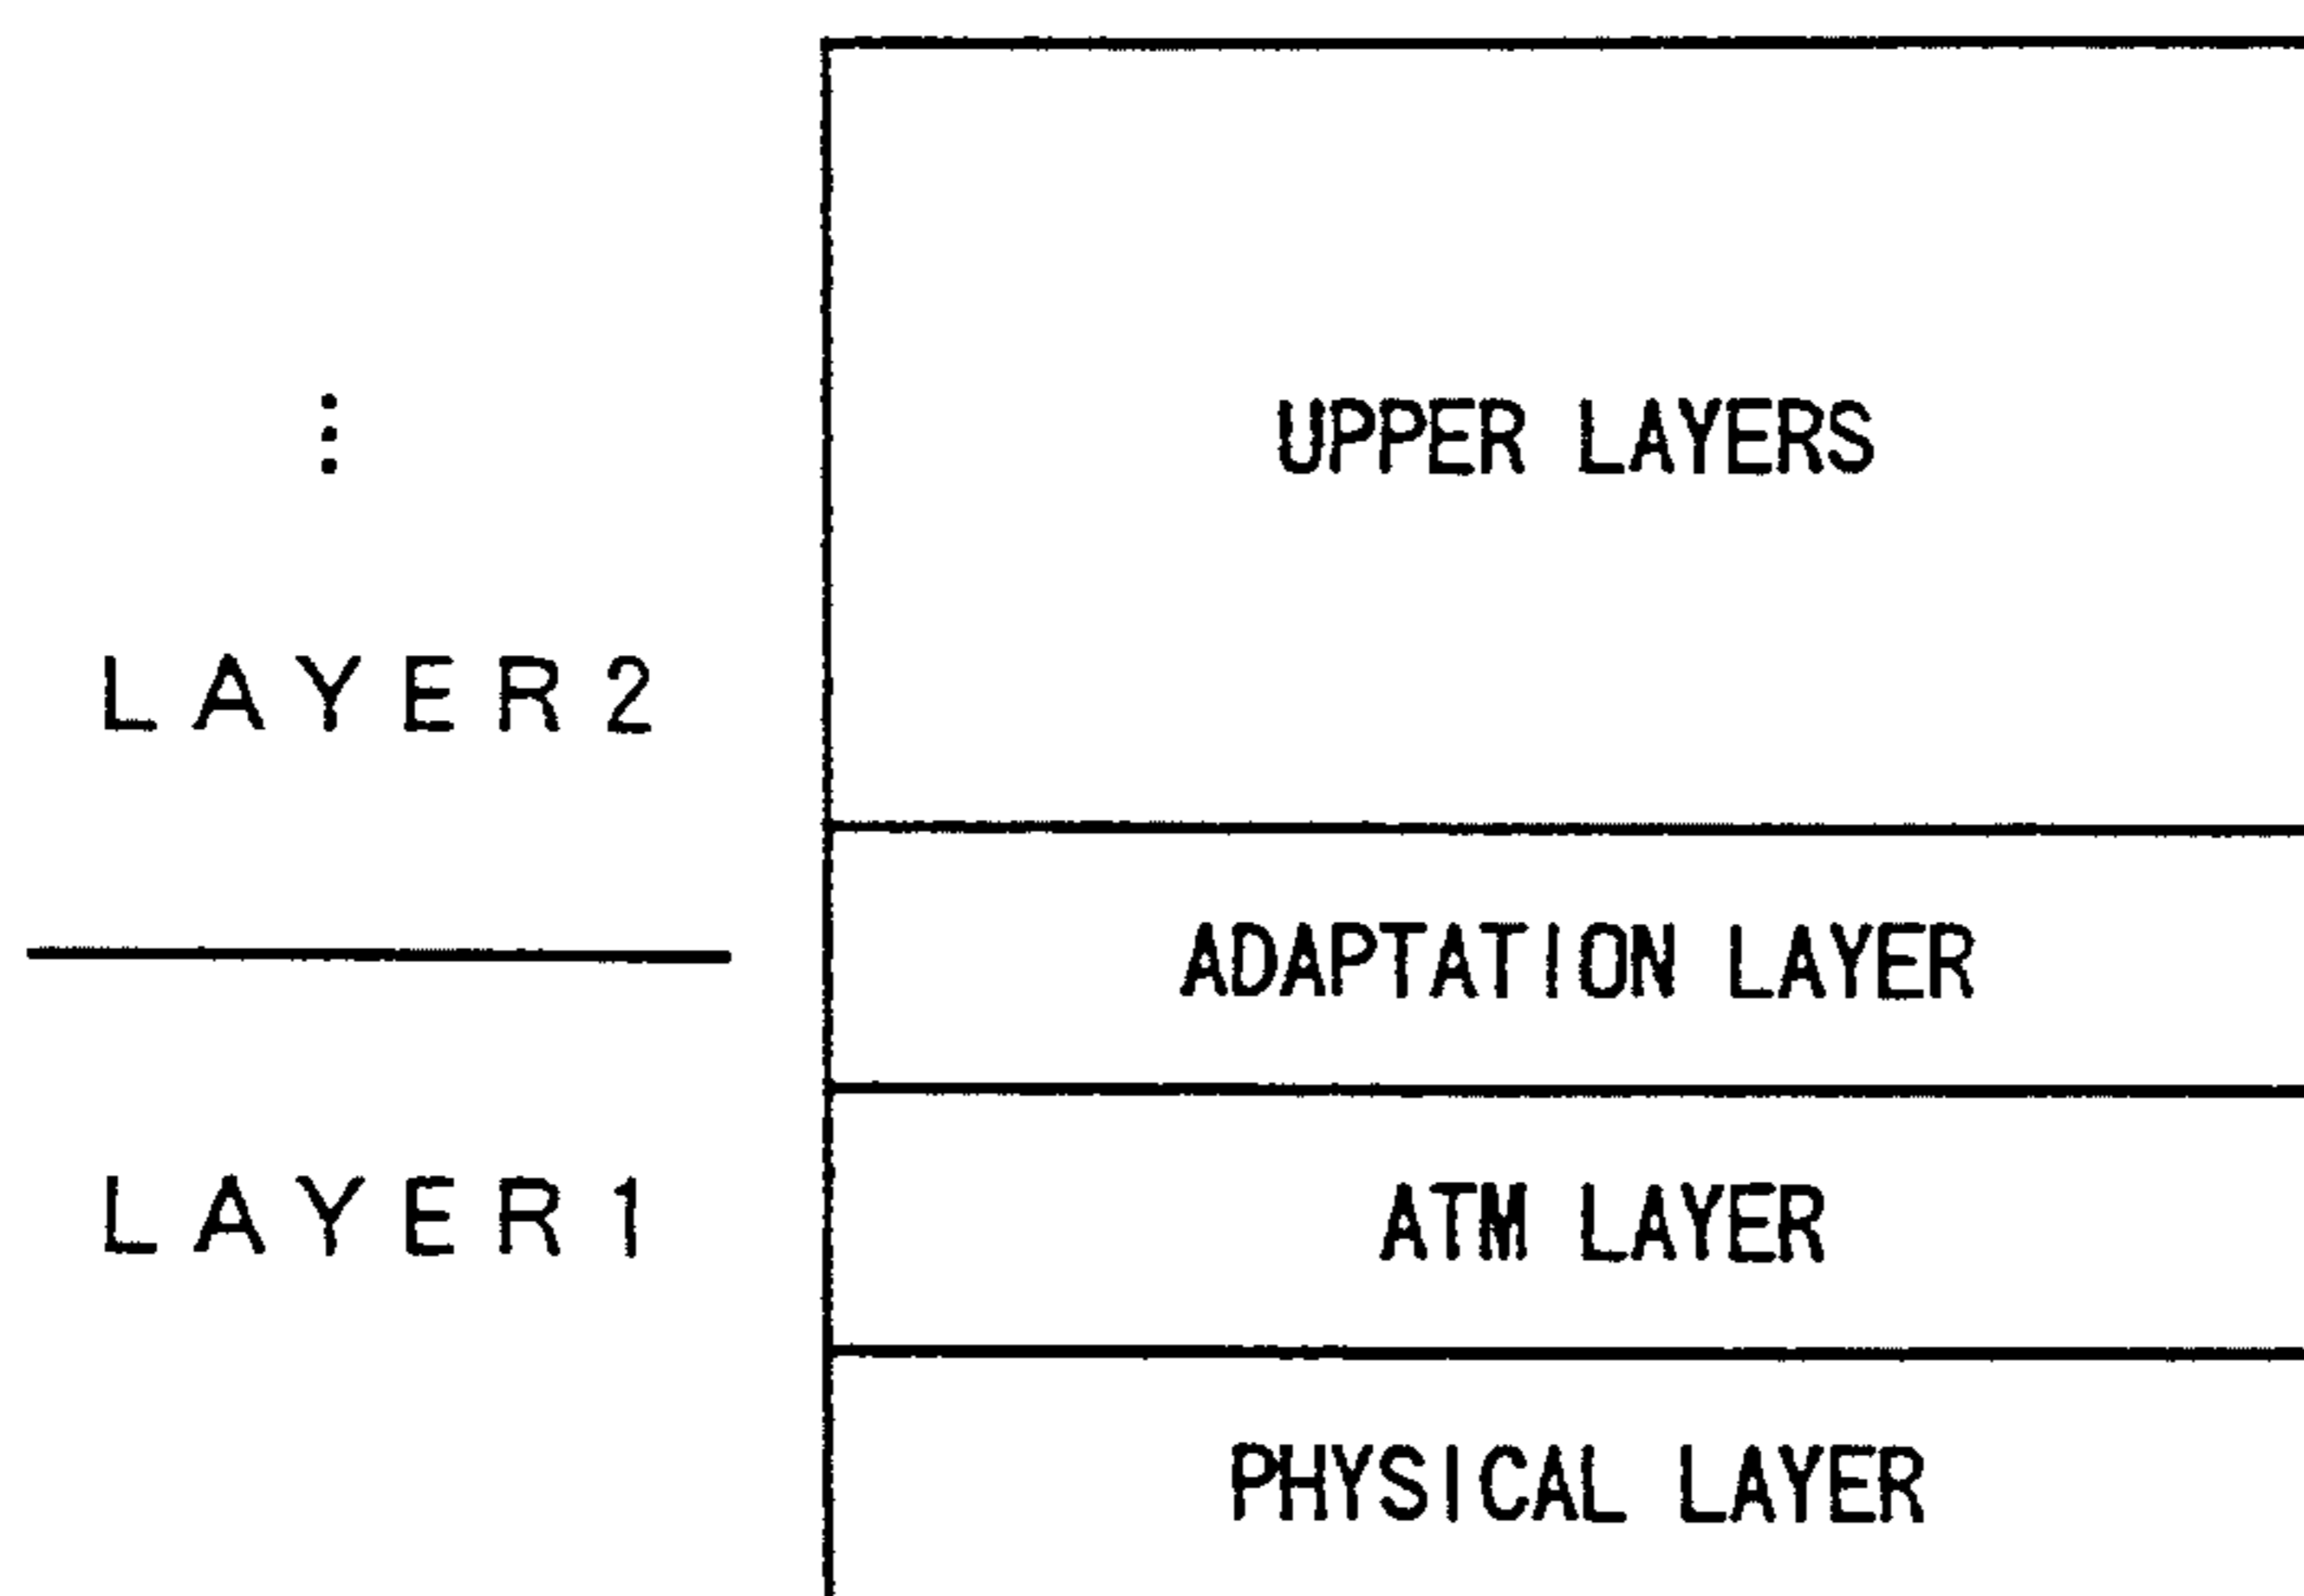 ⋮
UPPER LAYERS
LAYER2
ADAPTATION LAYER
LAYER1
ATM LAYER
PHYSICAL LAYER